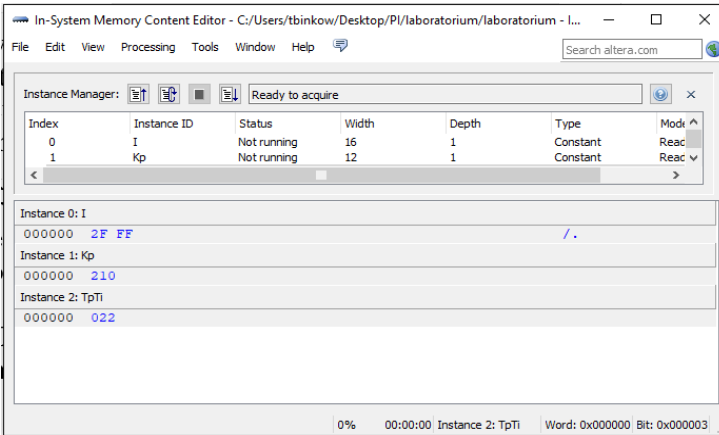 In-System Memory Content Editor - C:/Users/tbinkow/Desktop/PI/laboratorium/laboratorium - I...
File Edit View Processing Tools Window Help Search altera.com
Instance Manager: Ready to acquire
Index Instance ID Status Width Depth Type Mode
0 I Not running 16 1 Constant Reac
1 Kp Not running 12 1 Constant Reac
Instance 0: I
000000 2F FF /.
Instance 1: Kp
000000 210
Instance 2: TpTi
000000 022
0% 00:00:00 Instance 2: TpTi Word: 0x000000 Bit: 0x000003